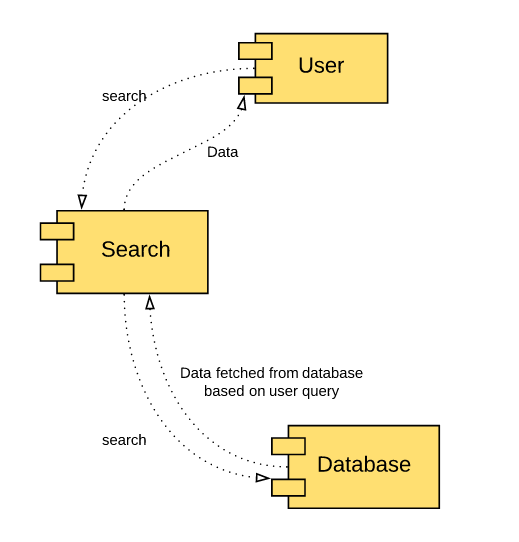 User
search
Data
Search
Data fetched from database
based on user query
search
Database